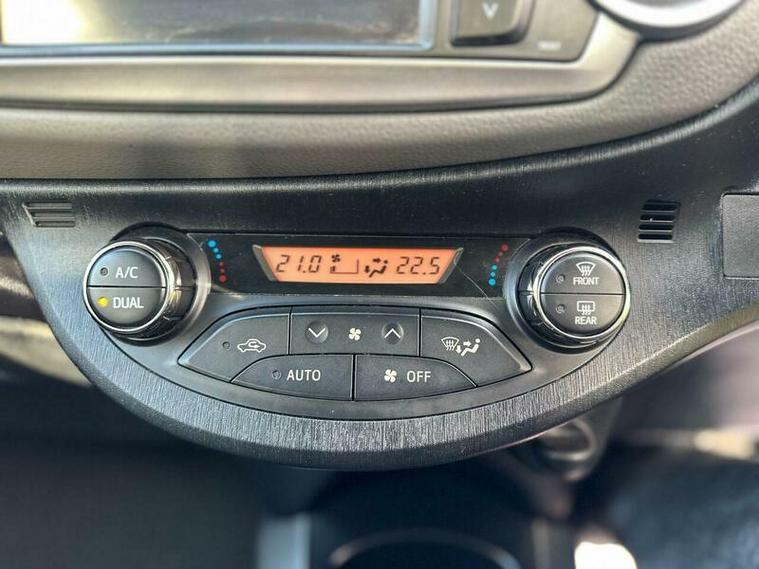 21.0 22.5
A/C
DUAL
FRONT
REAR
AUTO
OFF